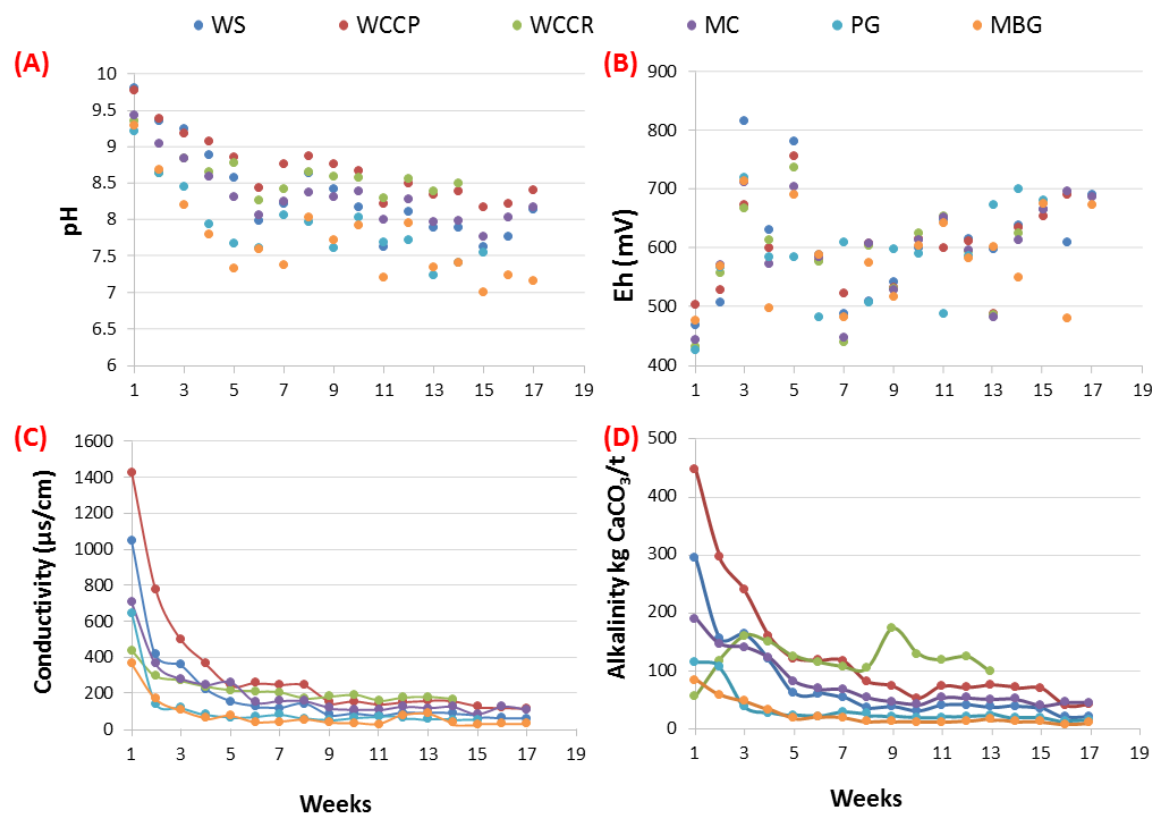 WS WCCP WCCR MC PG MBG
(A)
pH
10
9.5
9
8.5
8
7.5
7
6.5
6
1 3 5 7 9 11 13 15 17 19
(B)
Eh (mV)
900
800
700
600
500
400
1 3 5 7 9 11 13 15 17 19
(C)
Conductivity (µs/cm)
1600
1400
1200
1000
800
600
400
200
0
1 3 5 7 9 11 13 15 17 19
Weeks
(D)
Alkalinity kg CaCO₃/t
500
400
300
200
100
0
1 3 5 7 9 11 13 15 17 19
Weeks